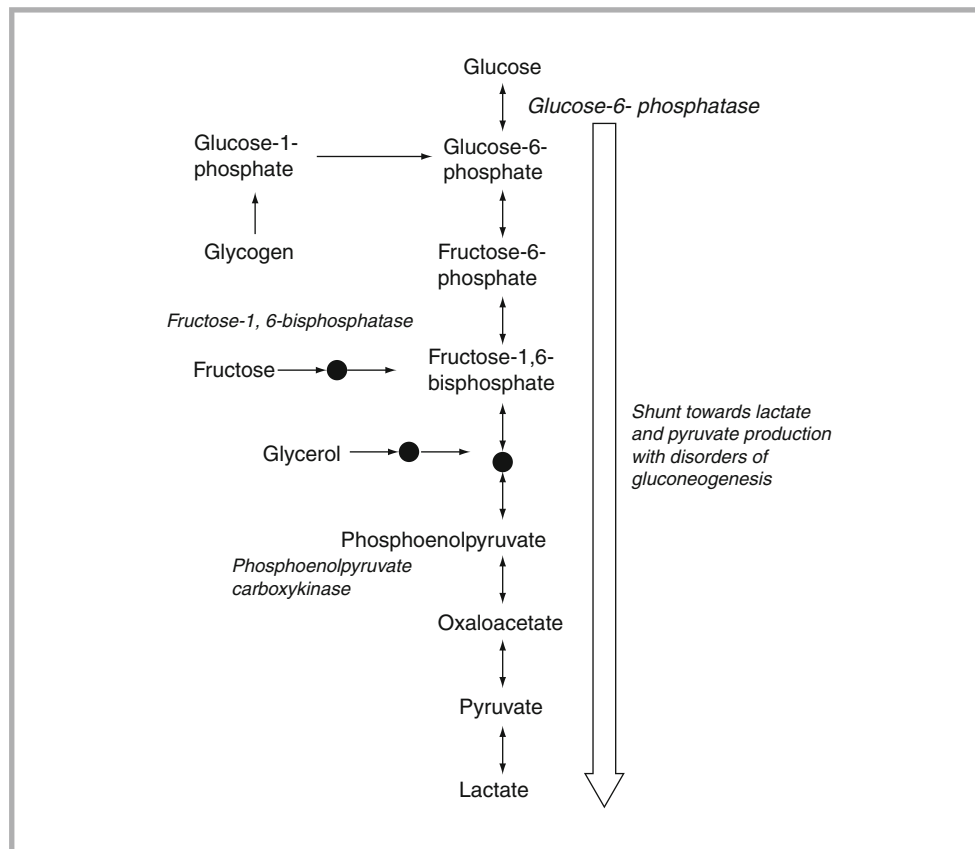 Glucose
Glucose-6- phosphatase
Glucose-1-
phosphate
Glucose-6-
phosphate
Glycogen
Fructose-6-
phosphate
Fructose-1, 6-bisphosphatase
Fructose
Fructose-1,6-
bisphosphate
Shunt towards lactate
and pyruvate production
with disorders of
gluconeogenesis
Glycerol
Phosphoenolpyruvate
Phosphoenolpyruvate
carboxykinase
Oxaloacetate
Pyruvate
Lactate